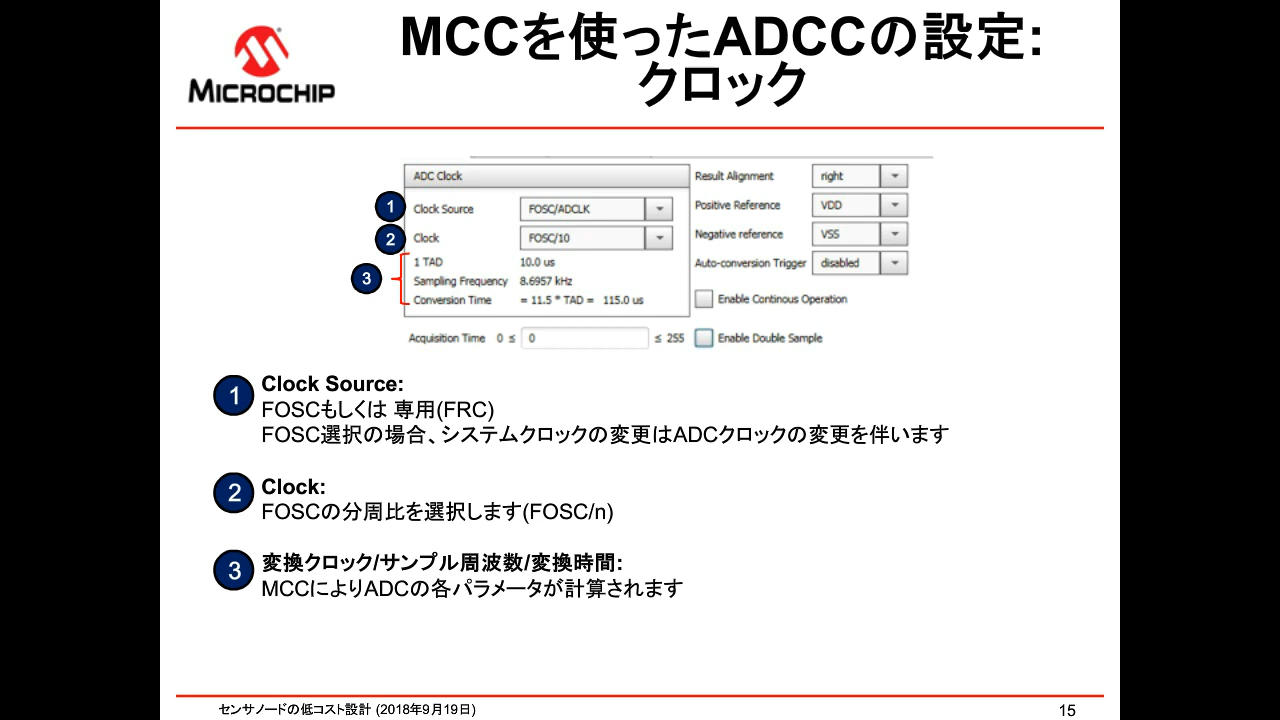 MCCを使ったADCCの設定:
クロック
MICROCHIP
ADC Clock
1 Clock Source FOSC/ADCLK
2 Clock FOSC/10
3
1 TAD 10.0 us
Sampling Frequency 8.6957 kHz
Conversion Time = 11.5 * TAD = 115.0 us
Acquisition Time 0 ≤ 0 ≤ 255
Result Alignment right
Positive Reference VDD
Negative reference VSS
Auto-conversion Trigger disabled
Enable Continous Operation
Enable Double Sample
1 Clock Source:
FOSCもしくは 専用(FRC)
FOSC選択の場合、システムクロックの変更はADCクロックの変更を伴います
2 Clock:
FOSCの分周比を選択します(FOSC/n)
3 変換クロック/サンプル周波数/変換時間:
MCCによりADCの各パラメータが計算されます
センサノードの低コスト設計 (2018年9月19日)
15